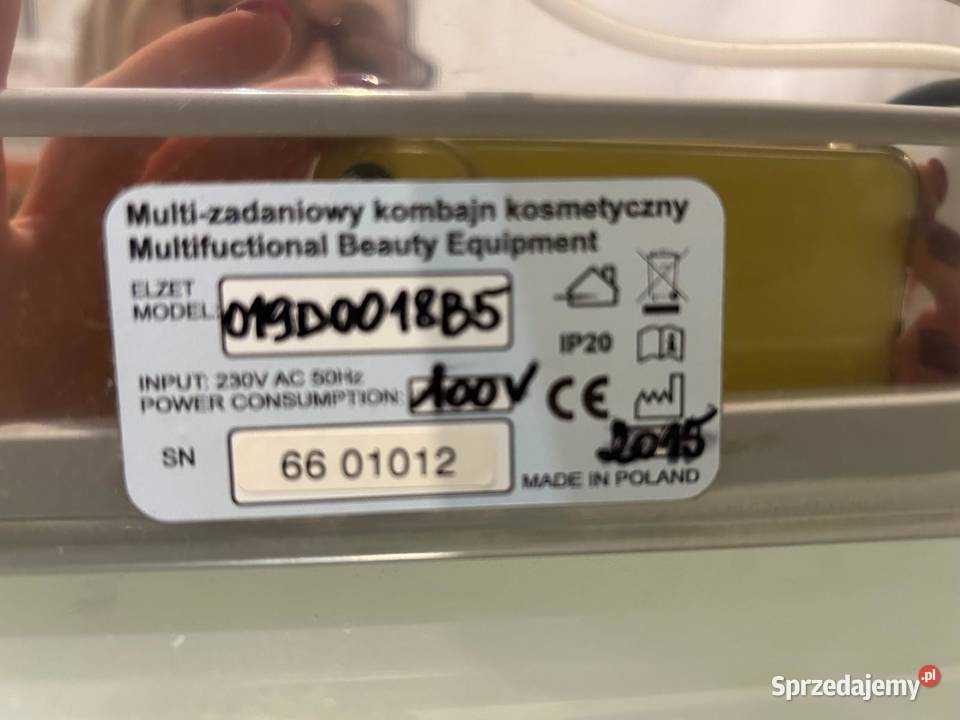 Multi-zadaniowy kombajn kosmetyczny
Multifuctional Beauty Equipment
ELZET
MODEL: 019D0018B5
IP20
INPUT: 230V AC 50Hz
POWER CONSUMPTION: 100V
CE
2015
SN 66 01012
MADE IN POLAND
Sprzedajemy.pl